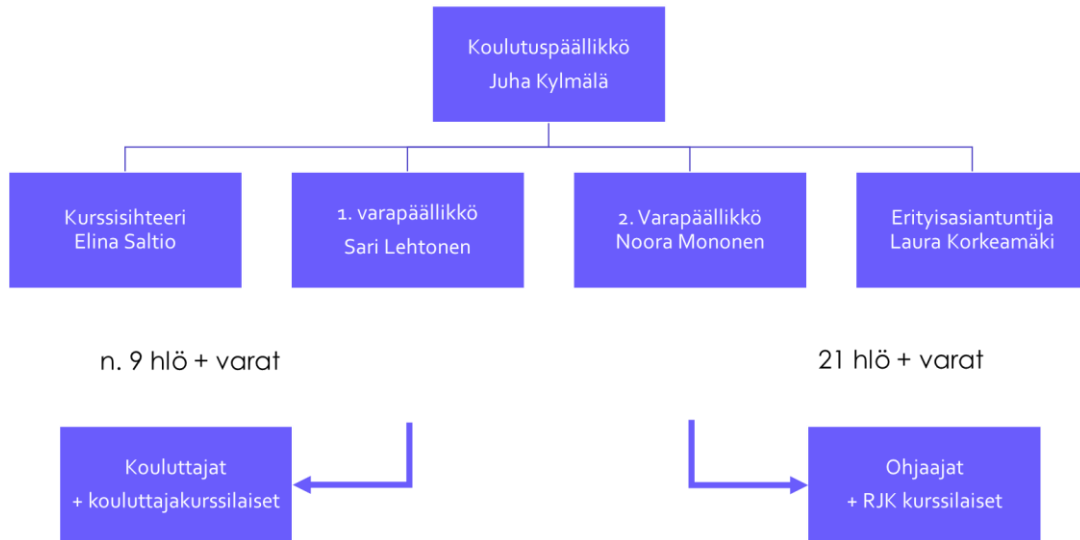 Koulutuspäällikkö
Juha Kylmälä
Kurssisihteeri
Elina Saltio
1. varapäällikkö
Sari Lehtonen
2. Varapäällikkö
Noora Mononen
Erityisasiantuntija
Laura Korkeamäki
n. 9 hlö + varat
21 hlö + varat
Kouluttajat
+ kouluttajakurssilaiset
Ohjaajat
+ RJK kurssilaiset